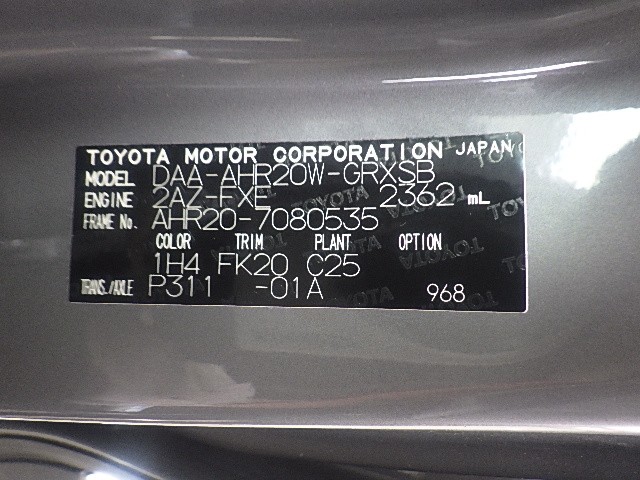 TOYOTA MOTOR CORPORATION JAPAN
MODEL DAA-AHR20W-GRXSB
ENGINE 2AZ-FXE 2362 mL
FRAME No. AHR20-7080535
COLOR TRIM PLANT OPTION
1H4 FK20 C25
TRANS./AXLE P311 -01A 968